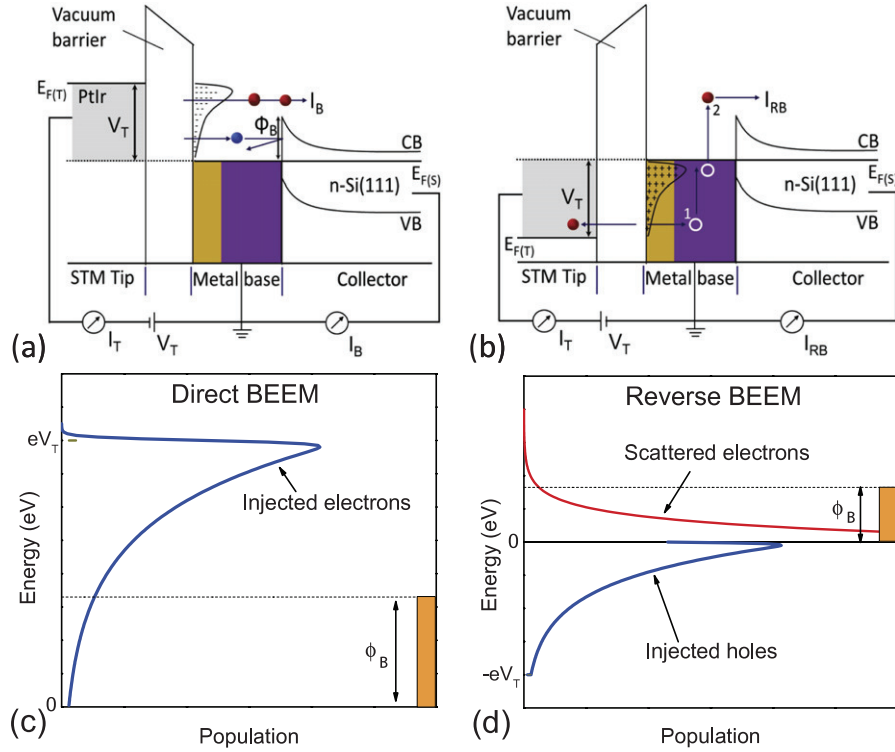 Vacuum
barrier
E_F(T)
PtIr
V_T
I_B
ϕ_B
CB
E_F(S)
n-Si(111)
VB
STM Tip
Metal base
Collector
(a)
I_T
V_T
I_B
Vacuum
barrier
2
I_RB
CB
E_F(S)
V_T
n-Si(111)
1
VB
E_F(T)
STM Tip
Metal base
Collector
(b)
I_T
V_T
I_RB
Direct BEEM
eV_T
Injected electrons
Energy (eV)
ϕ_B
0
(c)
Population
Reverse BEEM
Scattered electrons
ϕ_B
Energy (eV)
0
Injected holes
-eV_T
(d)
Population